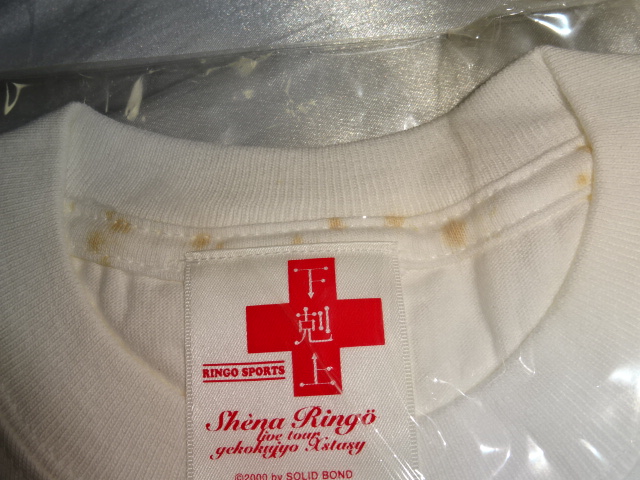 下
剋
上
RINGO SPORTS
Shèna Ringö
live tour
gekokujyo Xstasy
©2000 by SOLID BOND